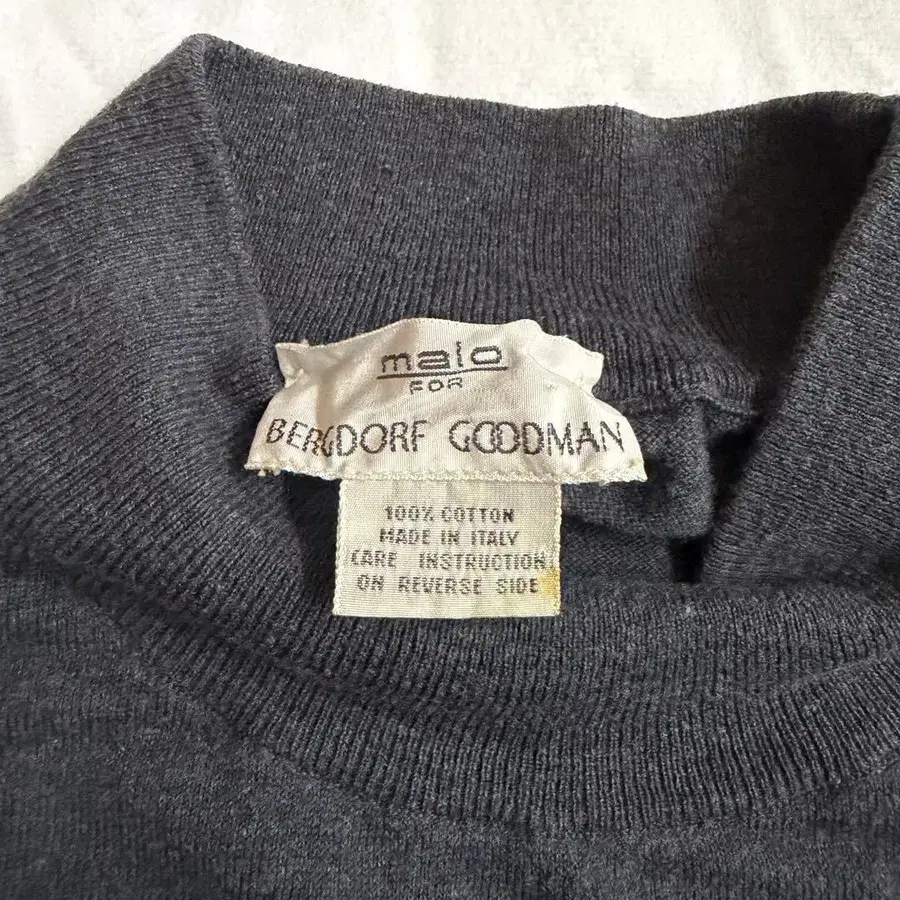 malo
FOR
BERGDORF GOODMAN
100% COTTON
MADE IN ITALY
CARE INSTRUCTION
ON REVERSE SIDE